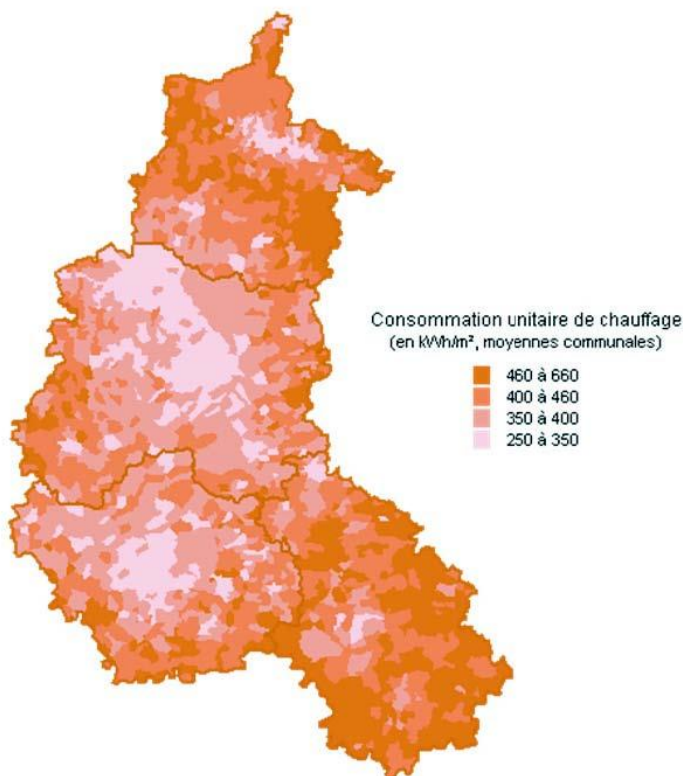 Consommation unitaire de chauffage
(en kWh/m², moyennes communales)
460 à 660
400 à 460
350 à 400
250 à 350